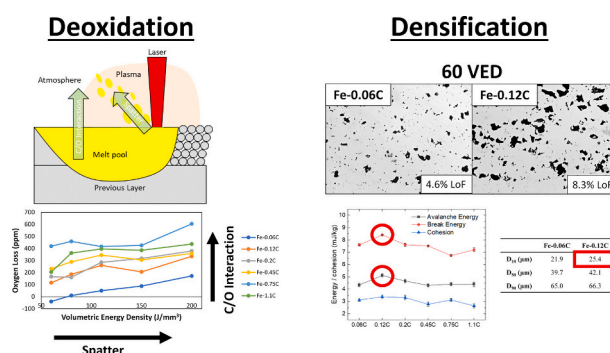 Deoxidation
Densification
Laser
Plasma
Atmosphere
C/O Interaction
Melt pool
Previous Layer
60 VED
Fe-0.06C
Fe-0.12C
4.6% LoF
8.3% LoF
Oxygen Loss (ppm)
700
600
500
400
300
200
100
0
-100
100
150
200
Volumetric Energy Density (J/mm³)
Fe-0.06C
Fe-0.12C
Fe-0.2C
Fe-0.45C
Fe-0.75C
Fe-1.1C
C/O Interaction
Spatter
Energy / cohesion (mJ/kg)
10
9
8
7
6
5
4
3
2
Avalanche Energy
Break Energy
Cohesion
0.06C
0.12C
0.2C
0.45C
0.75C
1.1C
Fe-0.06C Fe-0.12C
D₁₀ (μm) 21.9 25.4
D₅₀ (μm) 39.7 42.1
D₉₀ (μm) 65.0 66.3